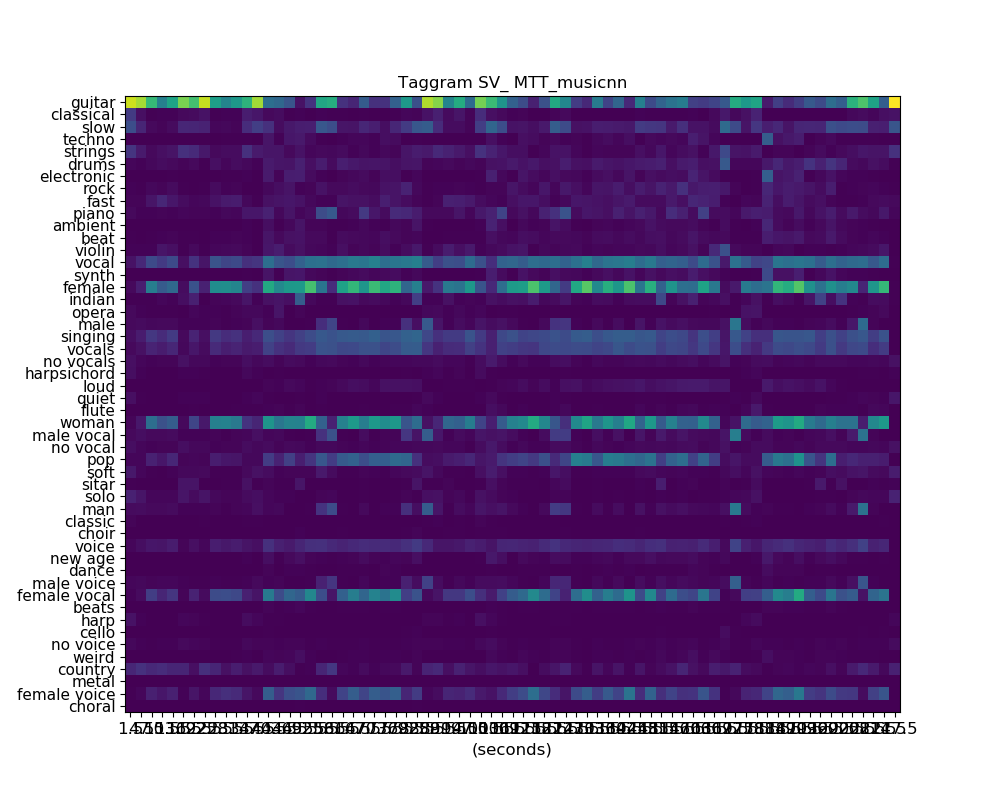 Taggram SV_ MTT_musicnn
guitar
classical
slow
techno
strings
drums
electronic
rock
fast
piano
ambient
beat
violin
vocal
synth
female
indian
opera
male
singing
vocals
no vocals
harpsichord
loud
quiet
flute
woman
male vocal
no vocal
pop
soft
sitar
solo
man
classic
choir
voice
new age
dance
male voice
female vocal
beats
harp
cello
no voice
weird
country
metal
female voice
choral
(seconds)